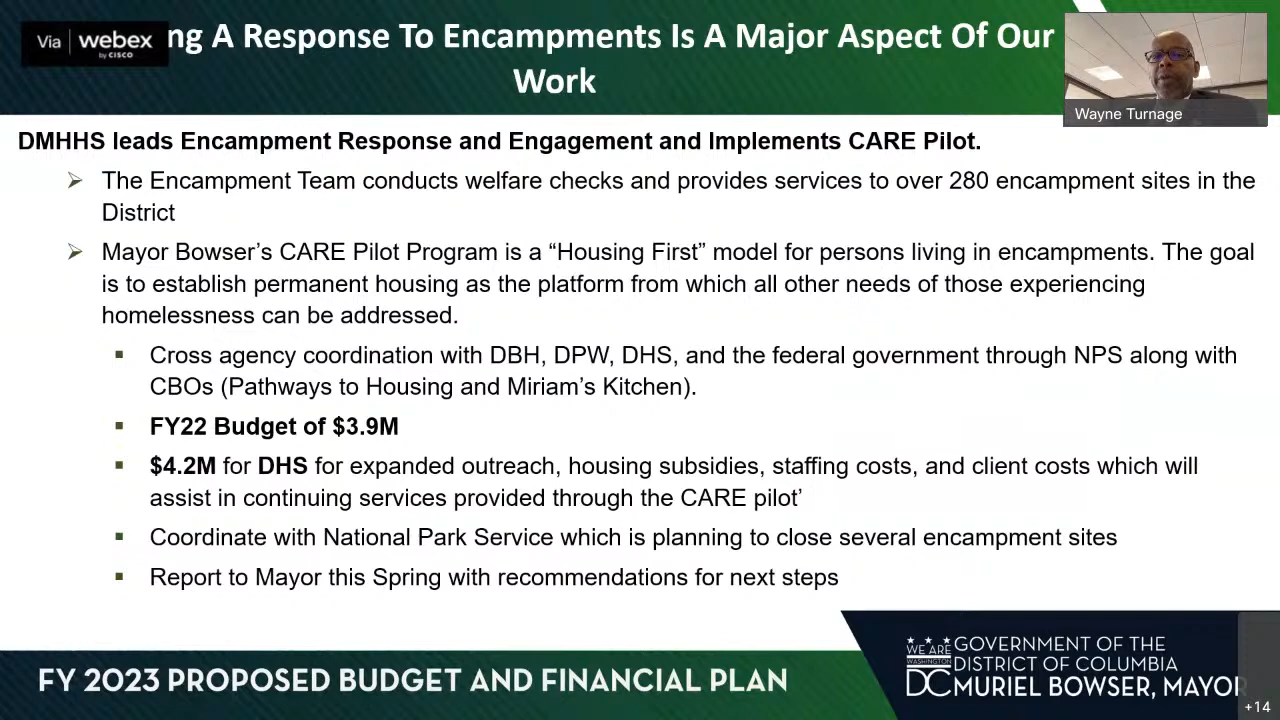 Via webex
by CISCO
ng A Response To Encampments Is A Major Aspect Of Our
Work
Wayne Turnage
DMHHS leads Encampment Response and Engagement and Implements CARE Pilot.
The Encampment Team conducts welfare checks and provides services to over 280 encampment sites in the
District
Mayor Bowser’s CARE Pilot Program is a “Housing First” model for persons living in encampments. The goal
is to establish permanent housing as the platform from which all other needs of those experiencing
homelessness can be addressed.
Cross agency coordination with DBH, DPW, DHS, and the federal government through NPS along with
CBOs (Pathways to Housing and Miriam’s Kitchen).
FY22 Budget of $3.9M
$4.2M for DHS for expanded outreach, housing subsidies, staffing costs, and client costs which will
assist in continuing services provided through the CARE pilot’
Coordinate with National Park Service which is planning to close several encampment sites
Report to Mayor this Spring with recommendations for next steps
FY 2023 PROPOSED BUDGET AND FINANCIAL PLAN
WE ARE
WASHINGTON
DC
GOVERNMENT OF THE
DISTRICT OF COLUMBIA
MURIEL BOWSER, MAYOR
+14